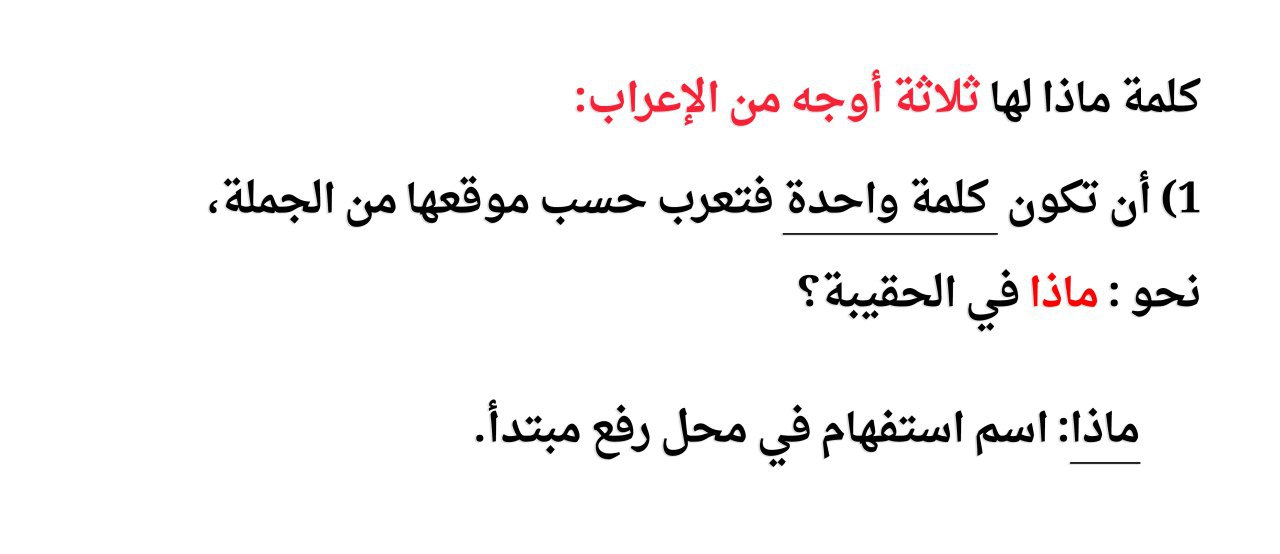 كلمة ماذا لها ثلاثة أوجه من الإعراب:
1) أن تكون كلمة واحدة فتعرب حسب موقعها من الجملة،
نحو : ماذا في الحقيبة؟
ماذا: اسم استفهام في محل رفع مبتدأ.